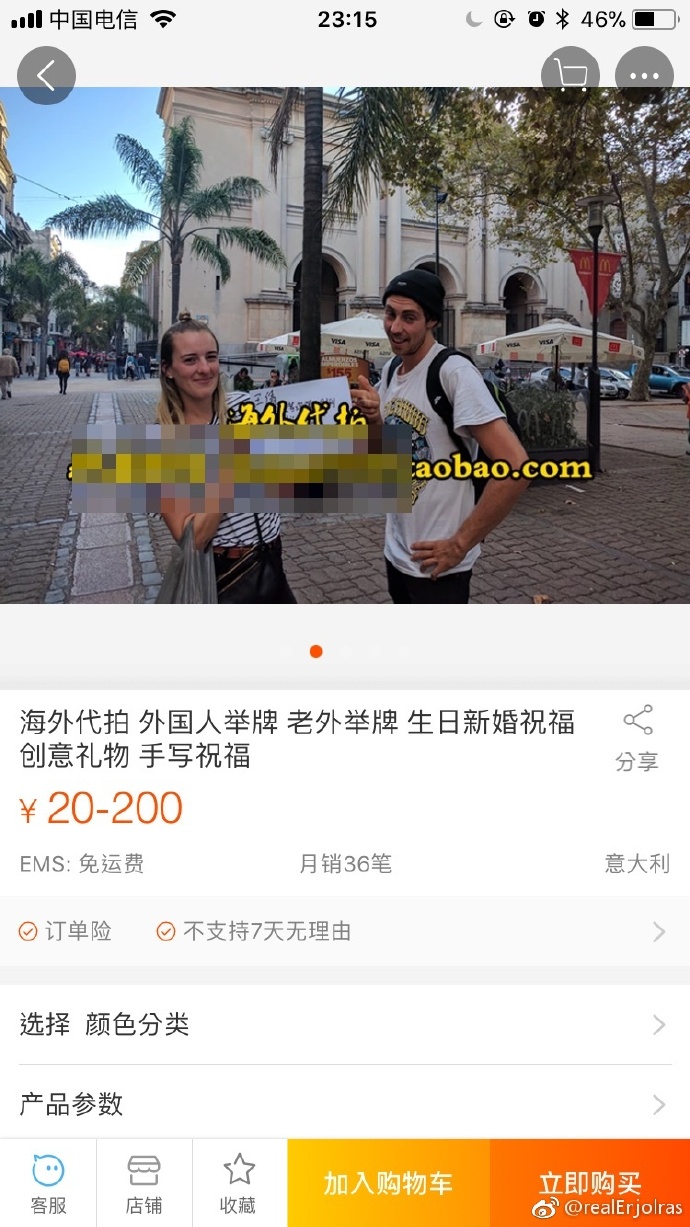 中国电信
23:15
46%
VISA VISA
ALMUERZOS
$155
海外代拍
taobao.com
海外代拍 外国人举牌 老外举牌 生日新婚祝福
创意礼物 手写祝福
分享
¥ 20-200
EMS: 免运费 月销36笔 意大利
订单险 不支持7天无理由
选择 颜色分类
产品参数
客服 店铺 收藏 加入购物车 立即购买
@realErjolras